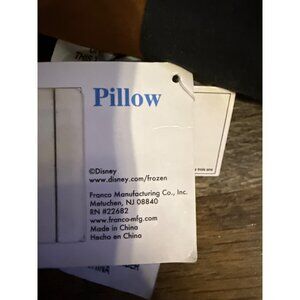 Pillow
©Disney
www.disney.com/frozen
Franco Manufacturing Co., Inc.
Metuchen, NJ 08840
RN #22682
www.franco-mfg.com
Made in China
Hecho en China